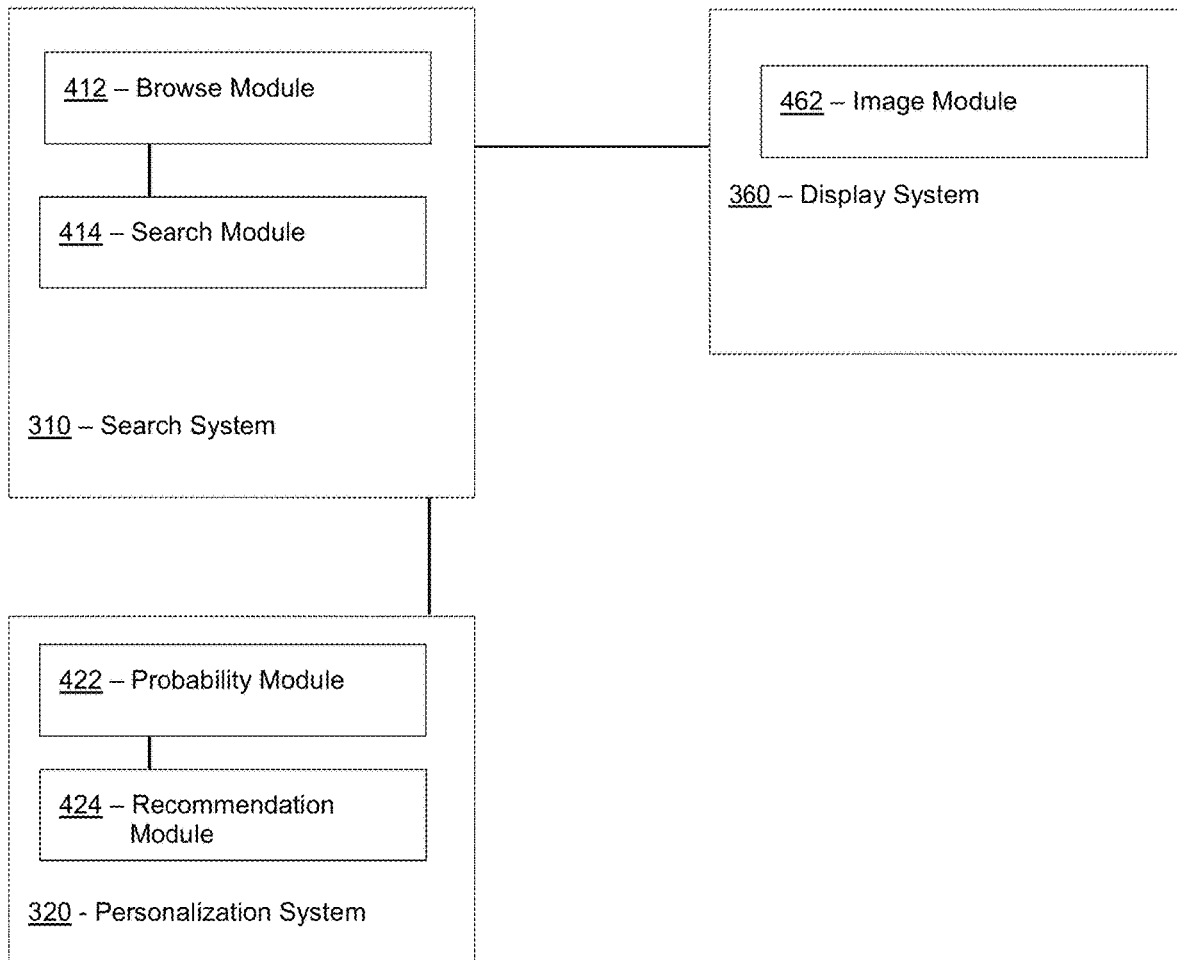 412 – Browse Module
414 – Search Module
310 – Search System
462 – Image Module
360 – Display System
422 – Probability Module
424 – Recommendation
Module
320 - Personalization System